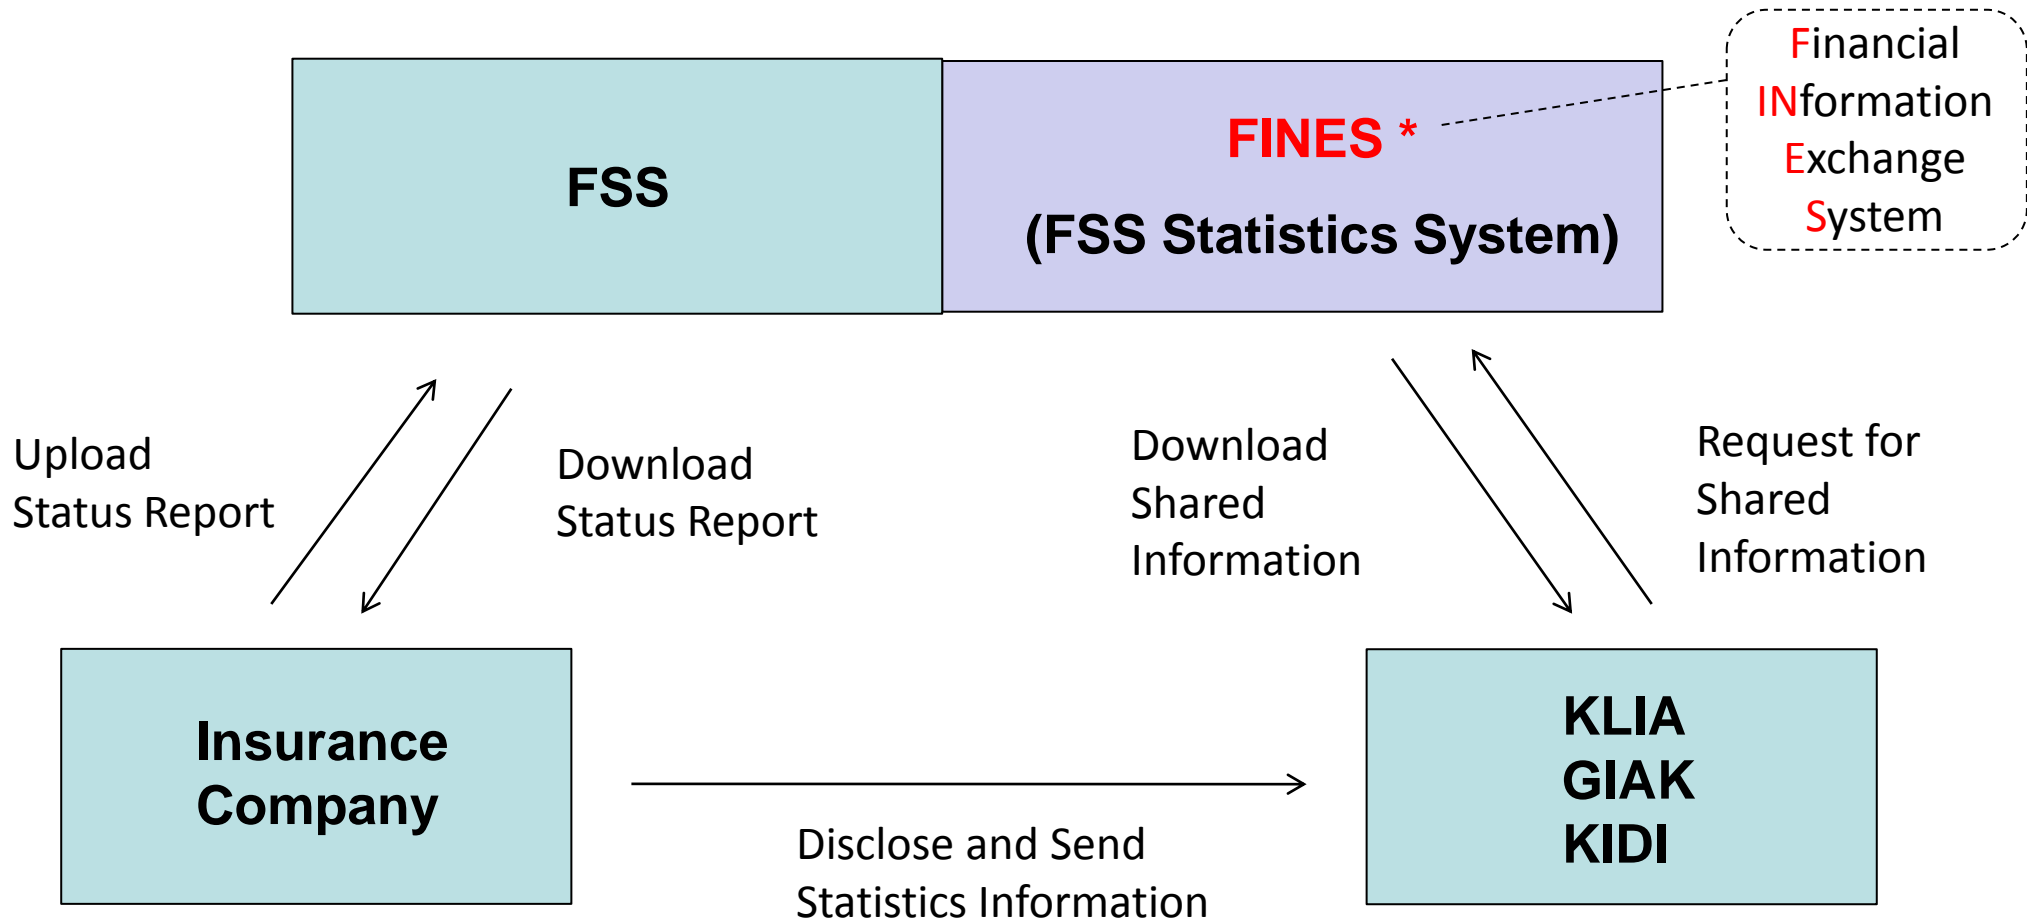 Financial
INformation
Exchange
System
FSS
FINES *
(FSS Statistics System)
Upload
Status Report
Download
Status Report
Download
Shared
Information
Request for
Shared
Information
Insurance
Company
Disclose and Send
Statistics Information
KLIA
GIAK
KIDI